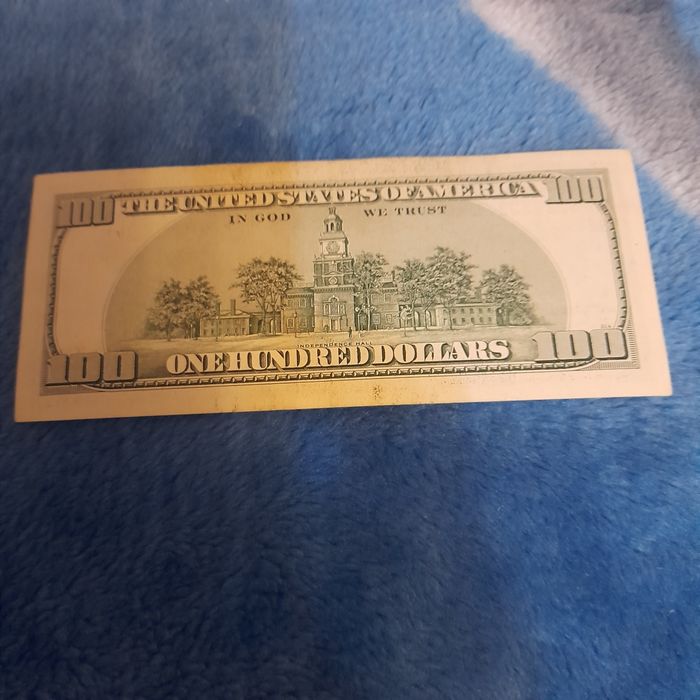 100 THE UNITED STATES OF AMERICA 100
IN GOD WE TRUST
INDEPENDENCE HALL
100 ONE HUNDRED DOLLARS 100